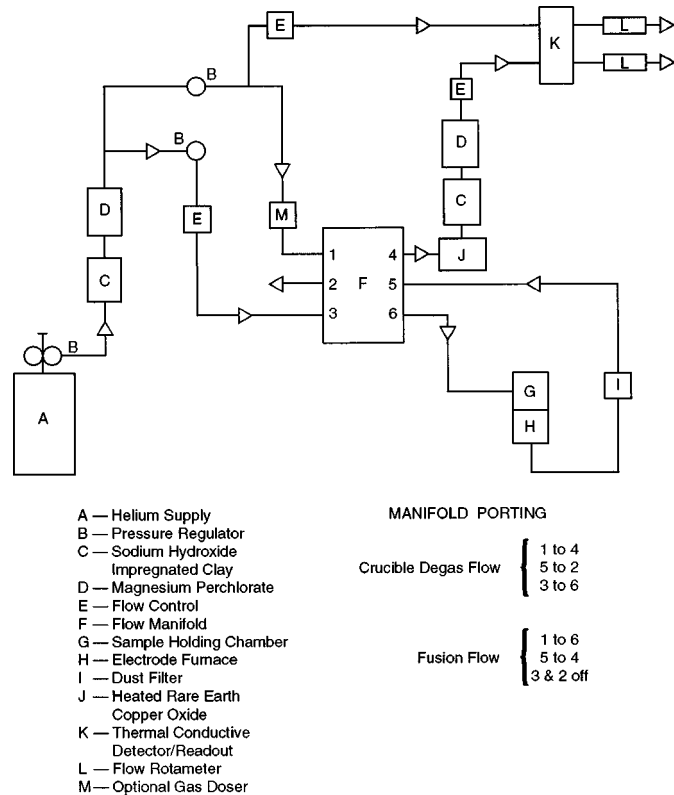 E
L
K
B
L
E
B
D
D
E
M
C
1 4
J
C
2 F 5
3 6
B
I
G
A
H
A — Helium Supply
B — Pressure Regulator
C — Sodium Hydroxide
Impregnated Clay
D — Magnesium Perchlorate
E — Flow Control
F — Flow Manifold
G — Sample Holding Chamber
H — Electrode Furnace
I — Dust Filter
J — Heated Rare Earth
Copper Oxide
K — Thermal Conductive
Detector/Readout
L — Flow Rotameter
M — Optional Gas Doser
MANIFOLD PORTING
Crucible Degas Flow
1 to 4
5 to 2
3 to 6
Fusion Flow
1 to 6
5 to 4
3 & 2 off